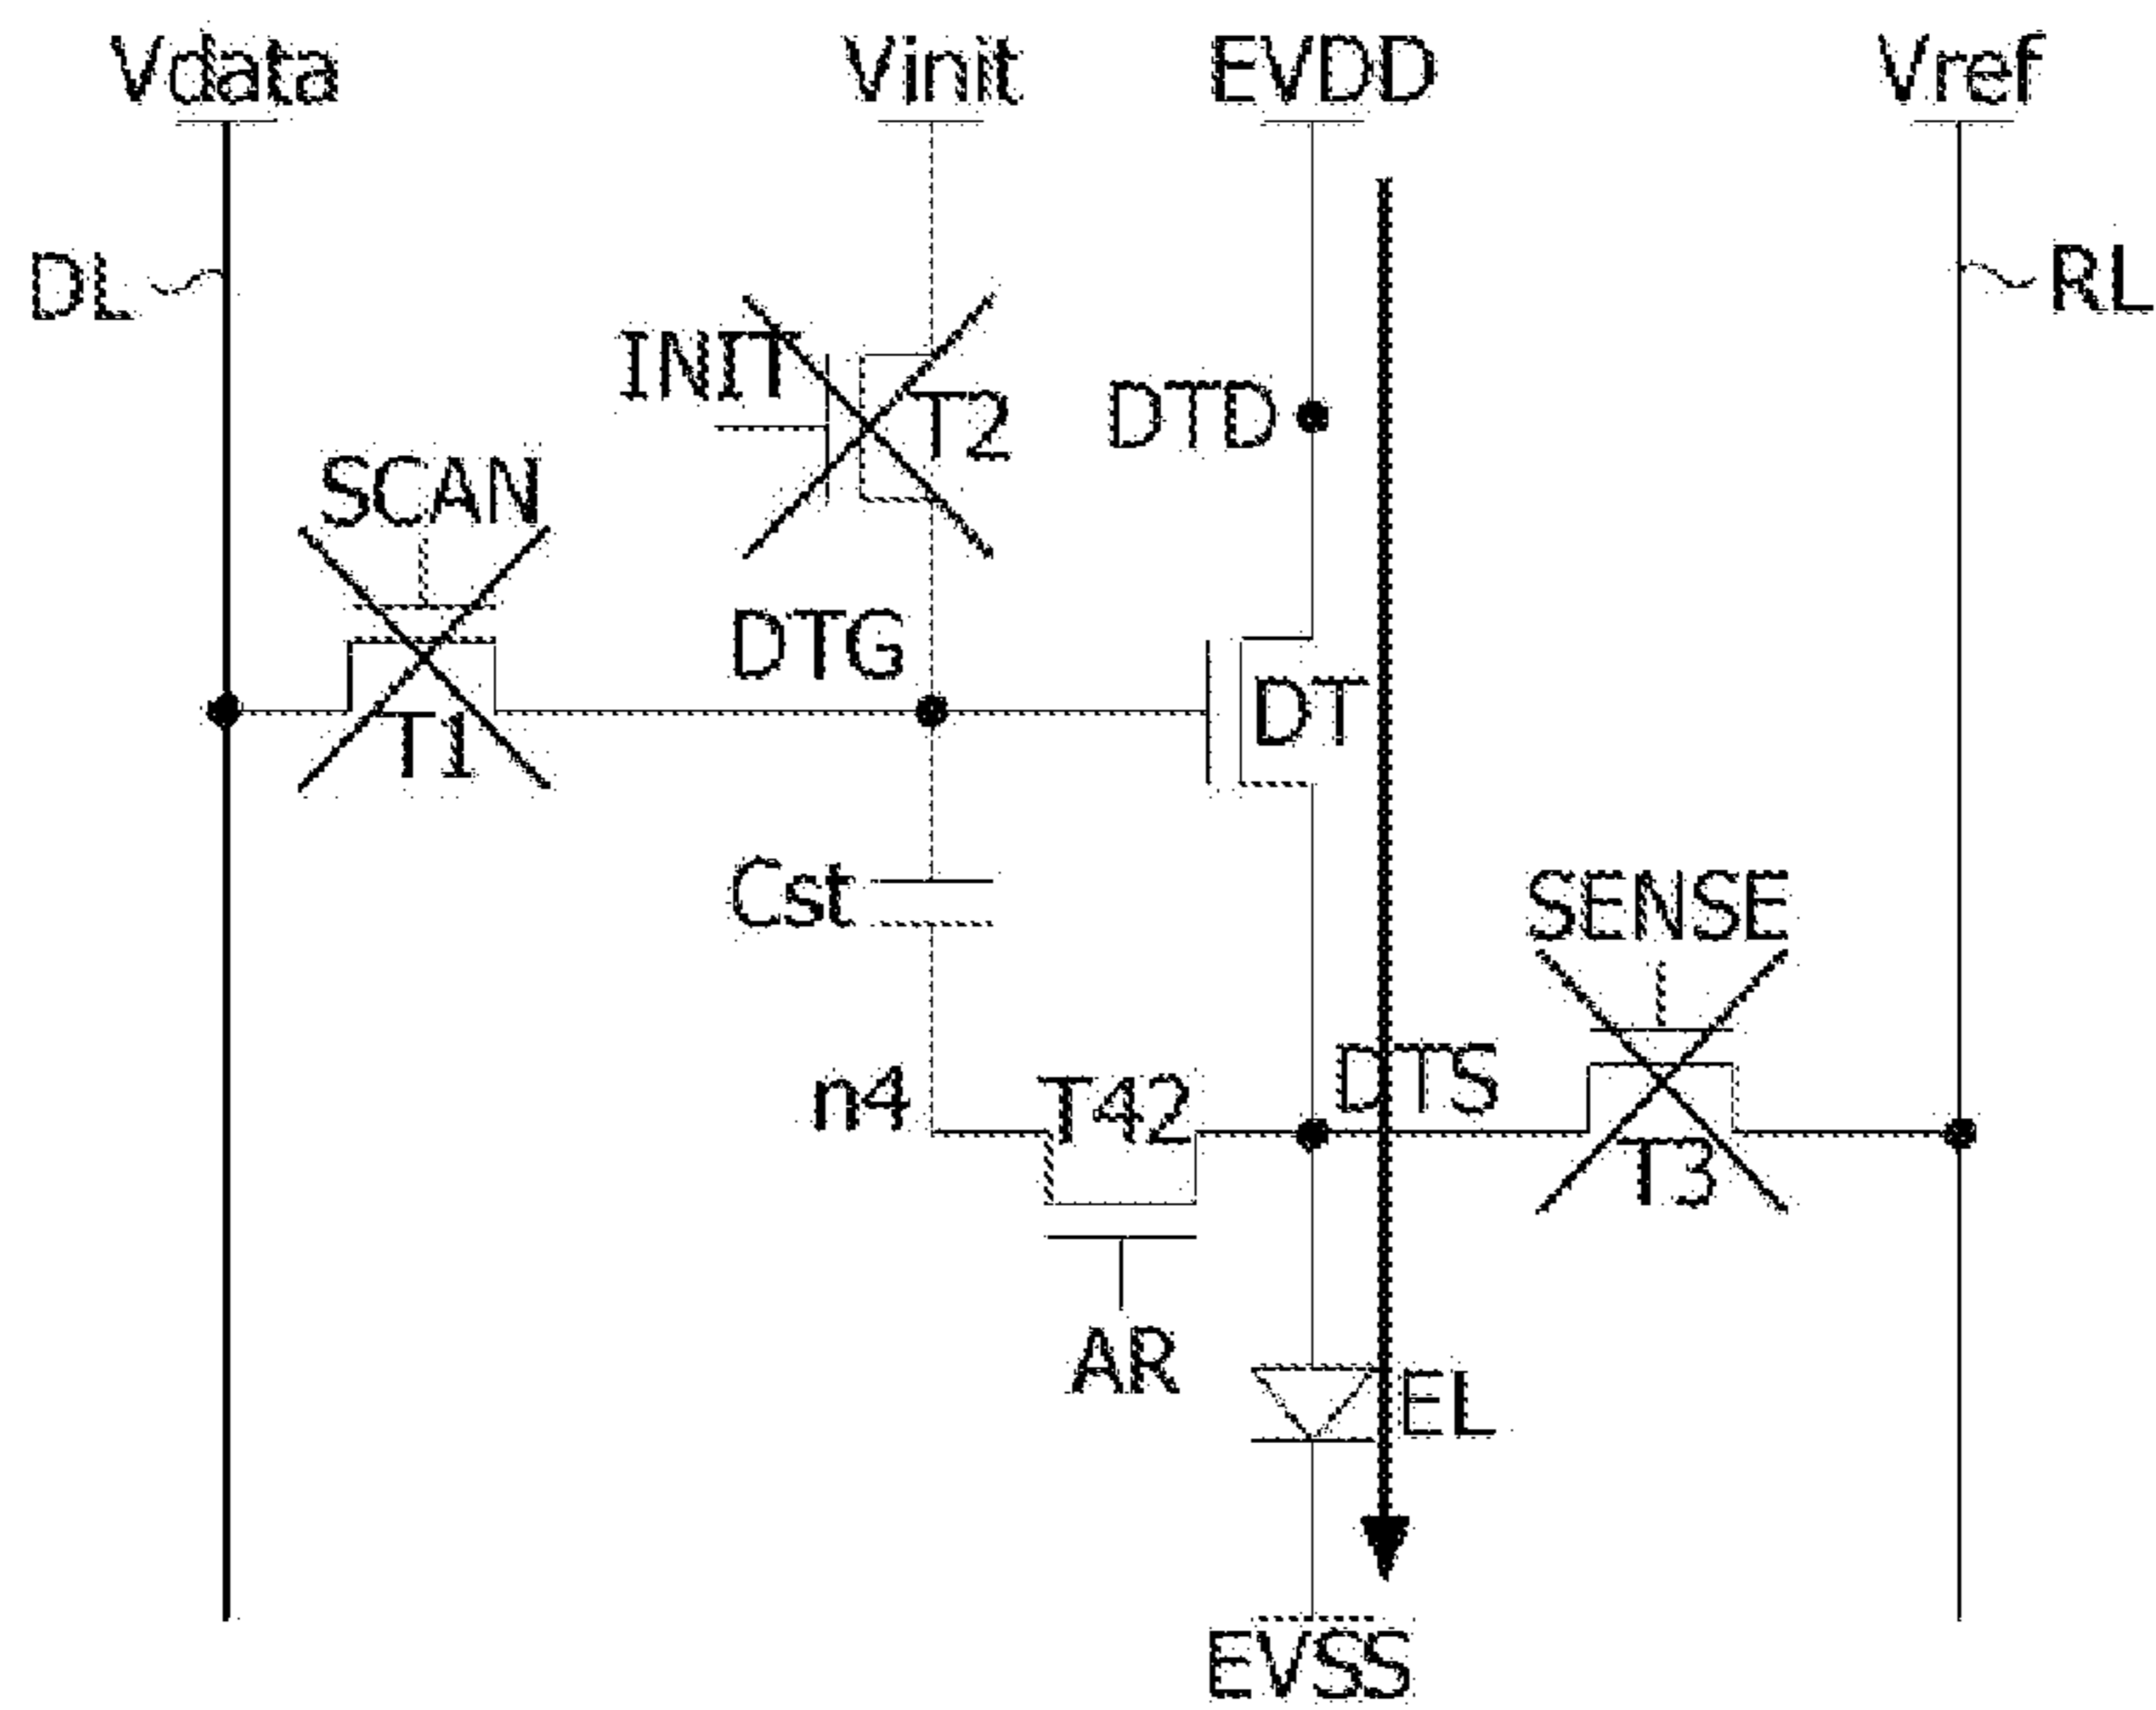 Vdata Vinit EVDD Vref
DL RL
INIT
T2 DTD
SCAN
DTG
T1 DT
Cst SENSE
n4 T42 DTS
T3
AR EL
EVSS